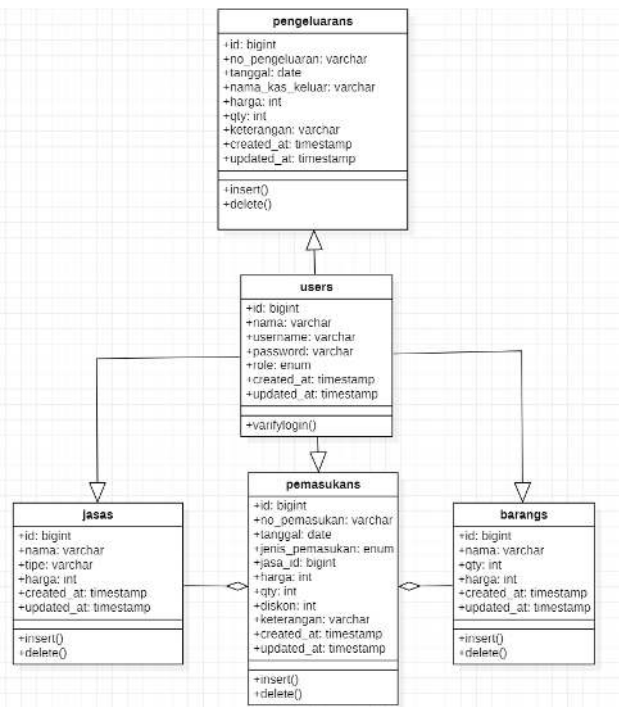 pengeluarans
+id: bigint
+no_pengeluaran: varchar
+tanggal: date
+nama_kas_keluar: varchar
+harga: int
+qty: int
+keterangan: varchar
+created_at: timestamp
+updated_at: timestamp
+insert()
+delete()
users
+id: bigint
+nama: varchar
+username: varchar
+password: varchar
+role: enum
+created_at: timestamp
+updated_at: timestamp
+varifylogin()
jasas
+id: bigint
+nama: varchar
+tipe: varchar
+harga: int
+created_at: timestamp
+updated_at: timestamp
+insert()
+delete()
pemasukans
+id: bigint
+no_pemasukan: varchar
+tanggal: date
+jenis_pemasukan: enum
+jasa_id: bigint
+harga: int
+qty: int
+diskon: int
+keterangan: varchar
+created_at: timestamp
+updated_at: timestamp
+insert()
+delete()
barangs
+id: bigint
+nama: varchar
+qty: int
+harga: int
+created_at: timestamp
+updated_at: timestamp
+insert()
+delete()